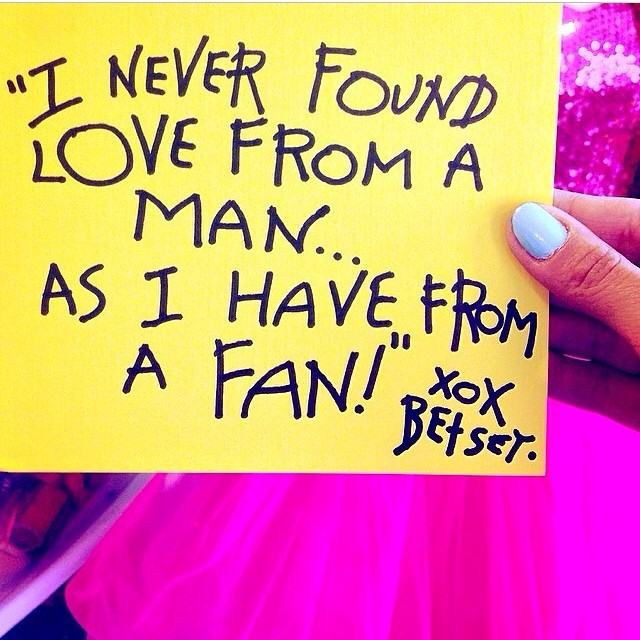 "I NEVER FOUND
LOVE FROM A
MAN...
AS I HAVE FROM
A FAN!"
XOX
BEtSEY.